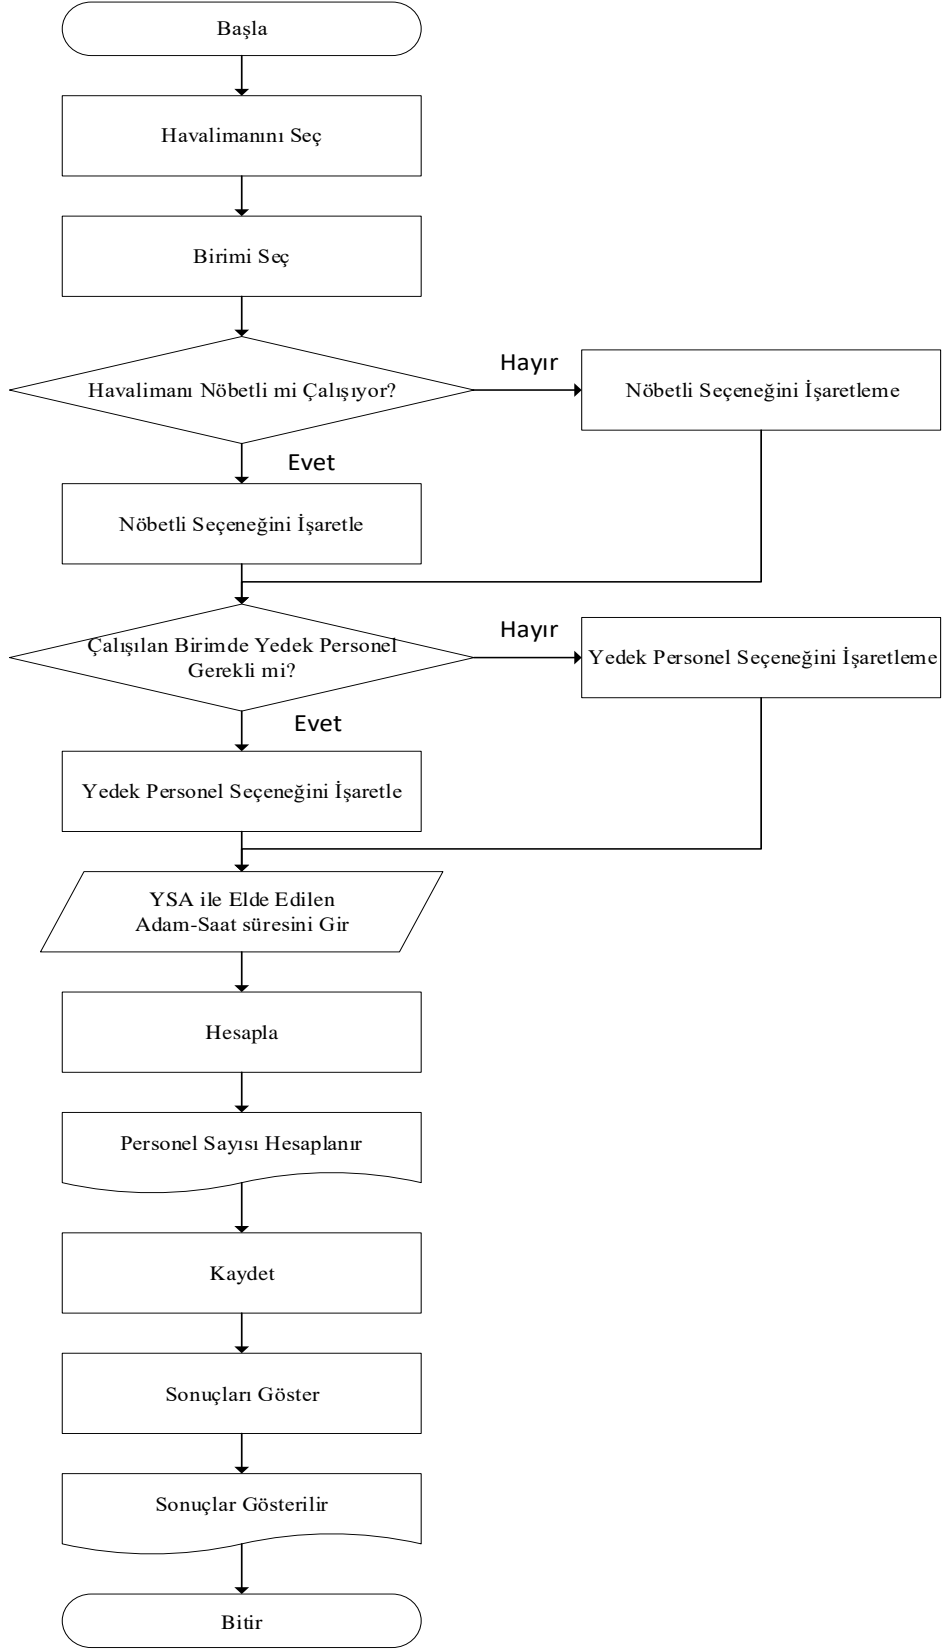 Başla
Havalimanını Seç
Birimi Seç
Havalimanı Nöbetli mi Çalışıyor?
Hayır
Nöbetli Seçeneğini İşaretleme
Evet
Nöbetli Seçeneğini İşaretle
Çalışılan Birimde Yedek Personel
Gerekli mi?
Hayır
Yedek Personel Seçeneğini İşaretleme
Evet
Yedek Personel Seçeneğini İşaretle
YSA ile Elde Edilen
Adam-Saat süresini Gir
Hesapla
Personel Sayısı Hesaplanır
Kaydet
Sonuçları Göster
Sonuçlar Gösterilir
Bitir